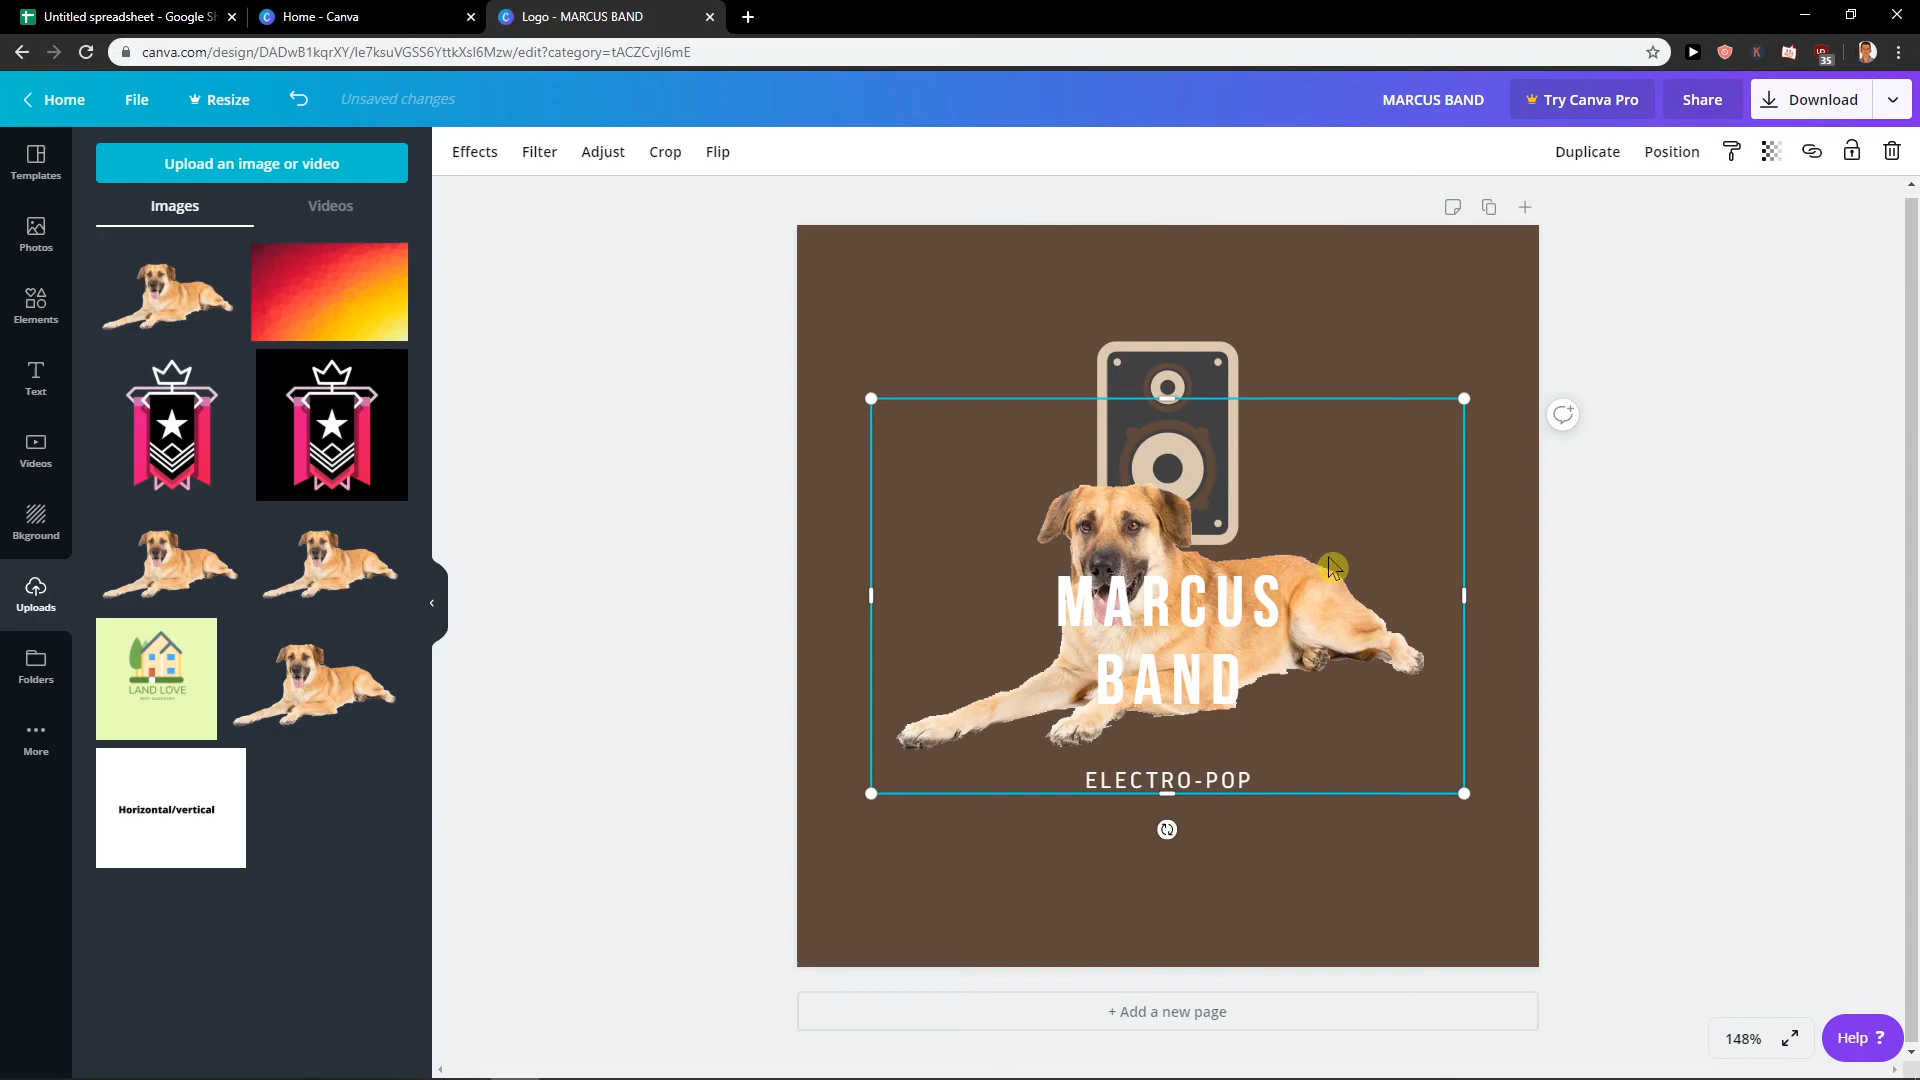 Untitled spreadsheet - Google Sh
Home - Canva
Logo - MARCUS BAND
canva.com/design/DADwB1kqrXY/Ie7ksuVGSS6YttkXsI6Mzw/edit?category=tACZCvjI6mE
35
Home
File
Resize
Unsaved changes
MARCUS BAND
Try Canva Pro
Share
Download
Templates
Photos
Elements
Text
Videos
Bkground
Uploads
Folders
More
Upload an image or video
Images
Videos
LAND LOVE
Horizontal/vertical
Effects
Filter
Adjust
Crop
Flip
Duplicate
Position
MARCUS
BAND
ELECTRO-POP
+ Add a new page
148%
Help ?